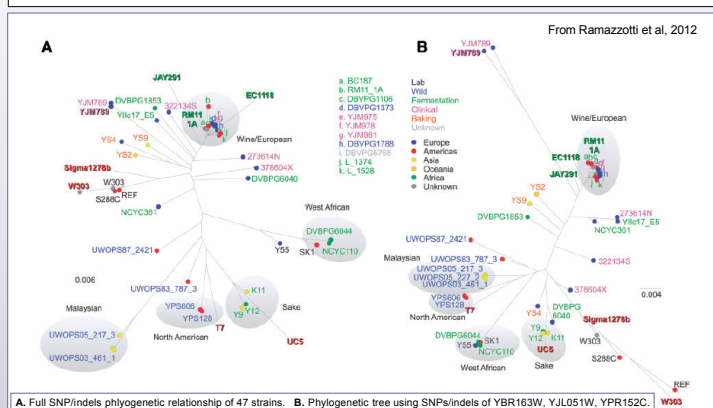 From Ramazzotti et al, 2012
A
JAY291
EC1118
YJM789
YJM789
DVBPG1853
YIIc17_E5
322134S
RM11
1A
b
Wine/European
YS4
YS9
YS2
273614N
378604X
DVBPG6040
Sigma1278b
W303
W303
REF
S288C
NCYC361
West African
DVBPG6044
SK1
NCYC110
Y55
UWOPS87_2421
0.006
UWOPS83_787_3
Malaysian
UWOPS05_217_3
UWOPS03_461_1
YPS606
YPS128
T7
North American
K11
Y9
Y12
Sake
UC5
a. BC187
b. RM11_1A
c. DBVPG1106
d. DBVPG1373
e. YJM975
f. YJM978
g. YJM981
h. DBVPG1788
i. DBVPG6765
j. L_1374
k. L_1528
Lab
Wild
Fermentation
Clinical
Baking
Unknown
Europe
Americas
Asia
Oceania
Africa
Unknown
B
YJM789
YJM789
Wine/European
RM11
1A
EC1118
JAY291
YS2
YS9
DVBPG1853
273614N
YIIc17_E5
NCYC361
UWOPS87_2421
UWOPS83_787_3
Malaysian
UWOPS05_217_3
UWOPS05_227_2
UWOPS03_461_1
322134S
0.004
YPS606
YPS128
T7
North American
378604X
YS4
DVBPG
6040
Sigma1278b
W303
DVBPG6044
SK1
Y55
NCYC110
West African
Y9
Y12
K11
UC5
Sake
S288C
REF
W303
A. Full SNP/indels phlyogenetic relationship of 47 strains. B. Phylogenetic tree using SNPs/indels of YBR163W, YJL051W, YPR152C.